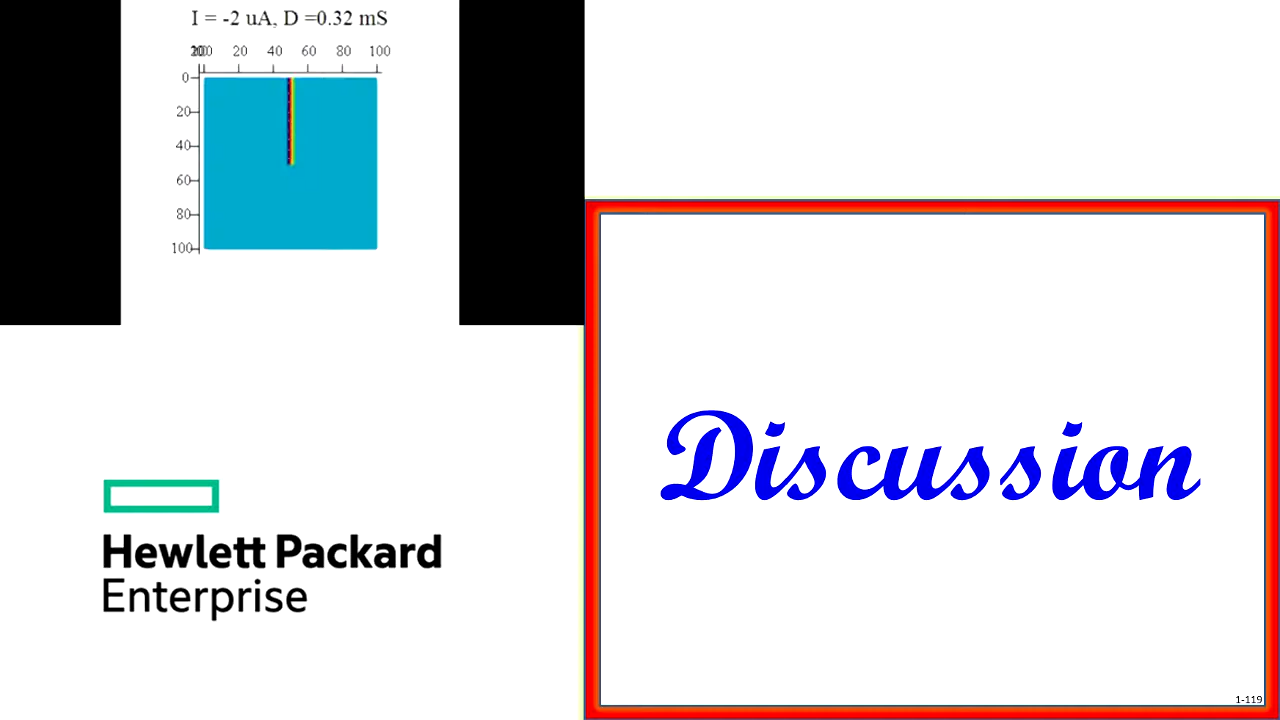 I = -2 uA, D =0.32 mS
20 40 60 80 100
0
20
40
60
80
100
Hewlett Packard
Enterprise
Discussion
1-119